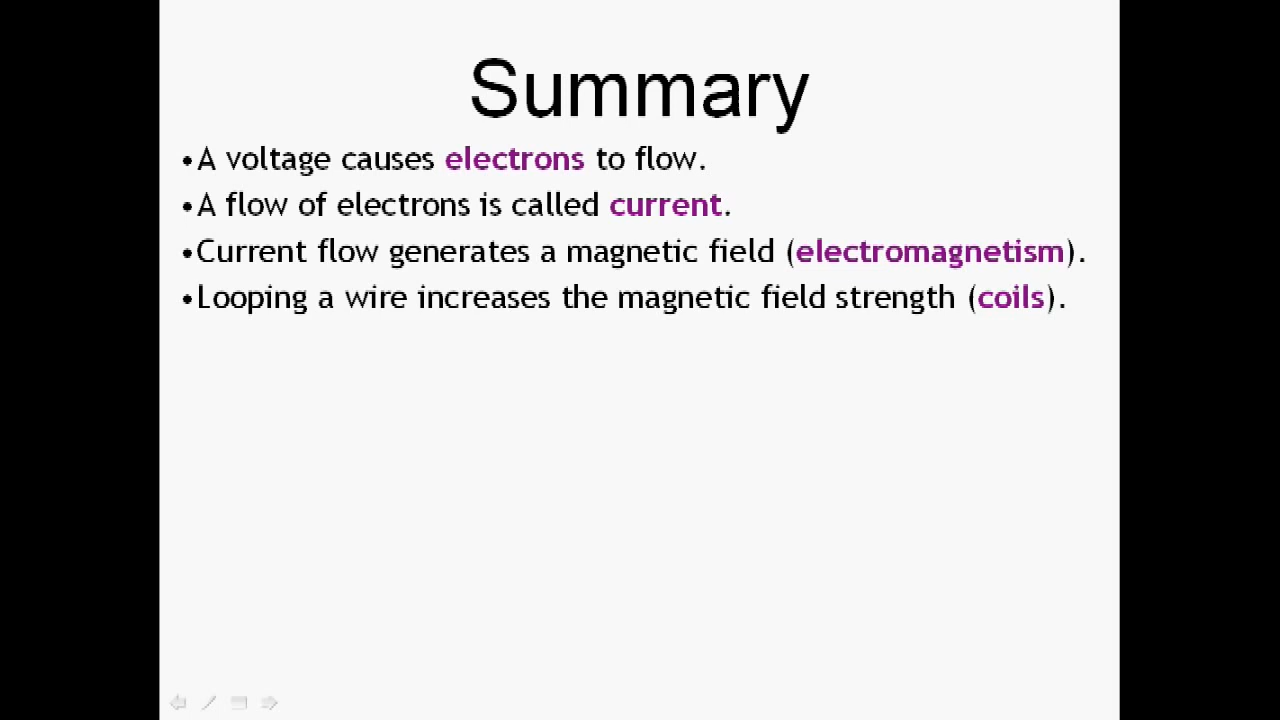 Summary
•A voltage causes electrons to flow.
•A flow of electrons is called current.
•Current flow generates a magnetic field (electromagnetism).
•Looping a wire increases the magnetic field strength (coils).